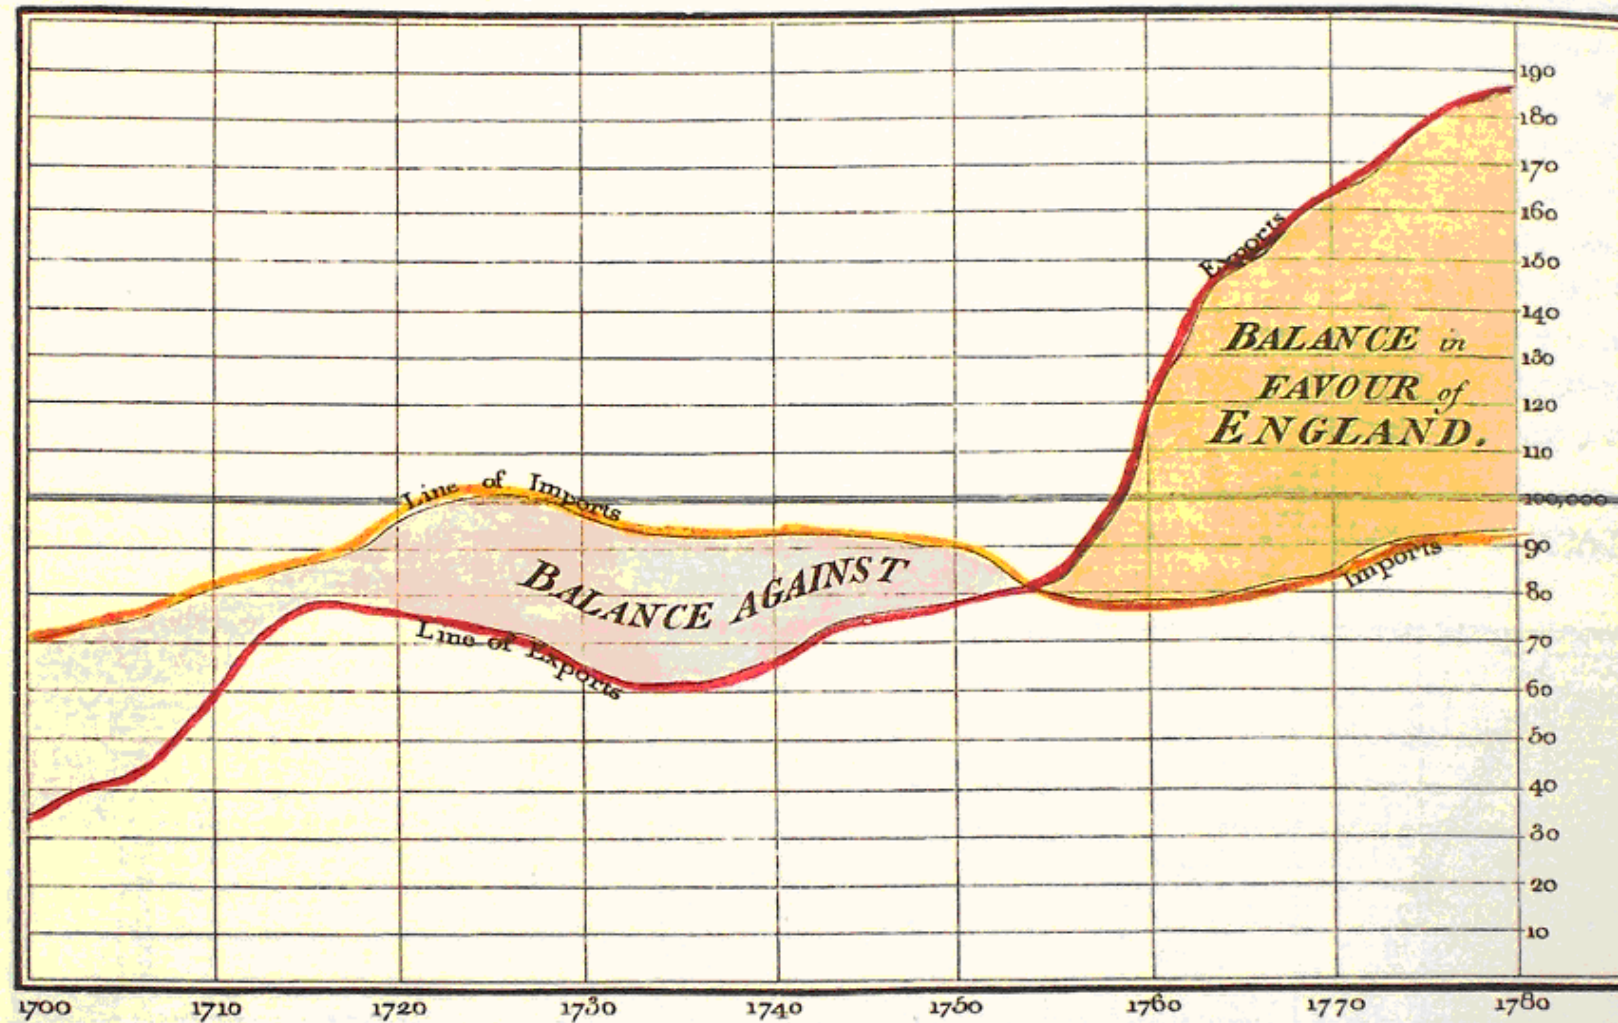 190
180
170
160
150
140
130
120
110
100,000
90
80
70
60
50
40
30
20
10
Exports
BALANCE in
FAVOUR of
ENGLAND.
Imports
Line of Imports
BALANCE AGAINST
Line of Exports
1700 1710 1720 1730 1740 1750 1760 1770 1780